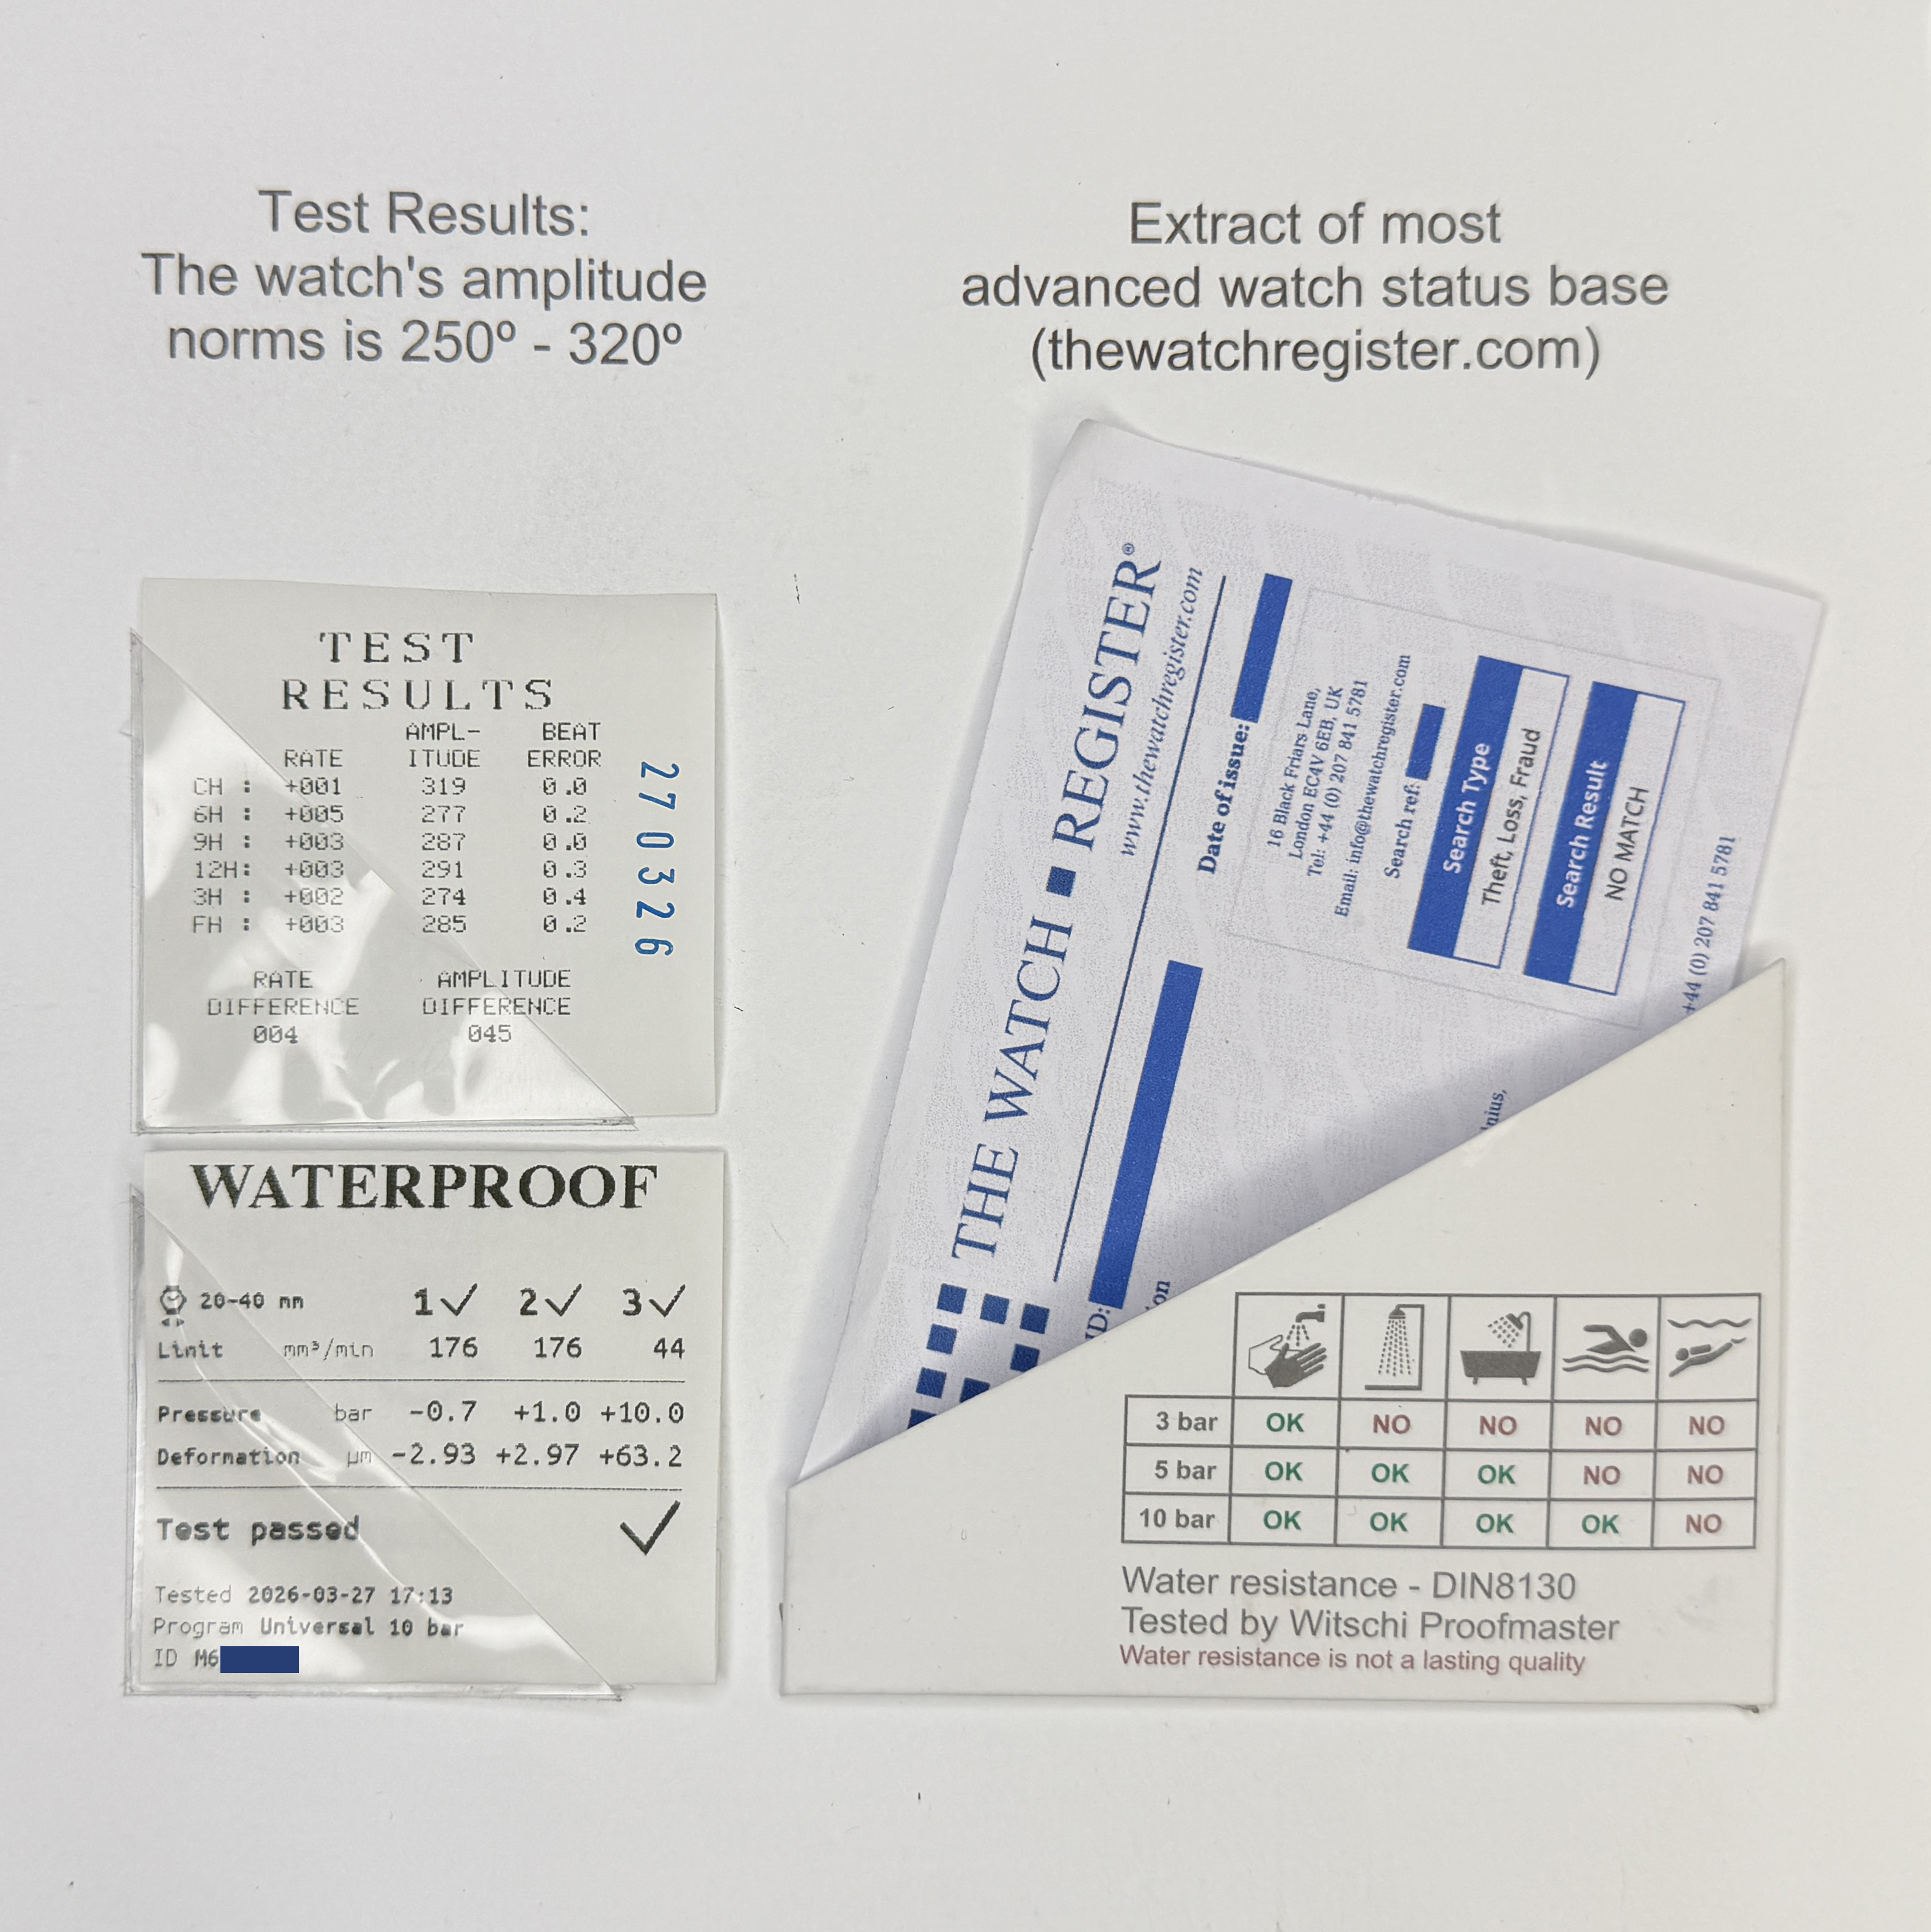 Test Results:
The watch's amplitude
norms is 250º - 320º
Extract of most
advanced watch status base
(thewatchregister.com)
TEST
RESULTS
AMPL- BEAT
RATE ITUDE ERROR
CH : +001 319 0.0
6H : +005 277 0.2
9H : +003 287 0.0
12H: +003 291 0.3
3H : +002 274 0.4
FH : +003 285 0.2
RATE AMPLITUDE
DIFFERENCE DIFFERENCE
004 045
270326
WATERPROOF
20-40 mm 1✓ 2✓ 3✓
Limit mm³/min 176 176 44
Pressure bar -0.7 +1.0 +10.0
Deformation µm -2.93 +2.97 +63.2
Test passed ✓
Tested 2026-03-27 17:13
Program Universal 10 bar
ID M6
THE WATCH REGISTER®
www.thewatchregister.com
Date of issue:
16 Black Friars Lane,
London EC4V 6EB, UK
Tel: +44 (0) 207 841 5781
Email: info@thewatchregister.com
Search ref:
Search Type
Theft, Loss, Fraud
Search Result
NO MATCH
+44 (0) 207 841 5781
ID:
3 bar OK NO NO NO NO
5 bar OK OK OK NO NO
10 bar OK OK OK OK NO
Water resistance - DIN8130
Tested by Witschi Proofmaster
Water resistance is not a lasting quality